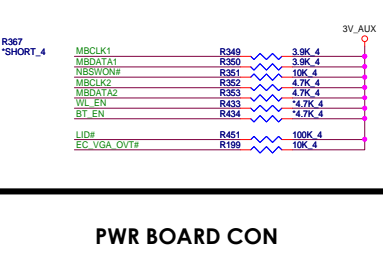 3V_AUX
R367
*SHORT_4
MBCLK1 R349 3.9K_4
MBDATA1 R350 3.9K_4
NBSWON# R351 10K_4
MBCLK2 R352 4.7K_4
MBDATA2 R353 4.7K_4
WL_EN R433 *4.7K_4
BT_EN R434 *4.7K_4
LID# R451 100K_4
EC_VGA_OVT# R199 10K_4
PWR BOARD CON